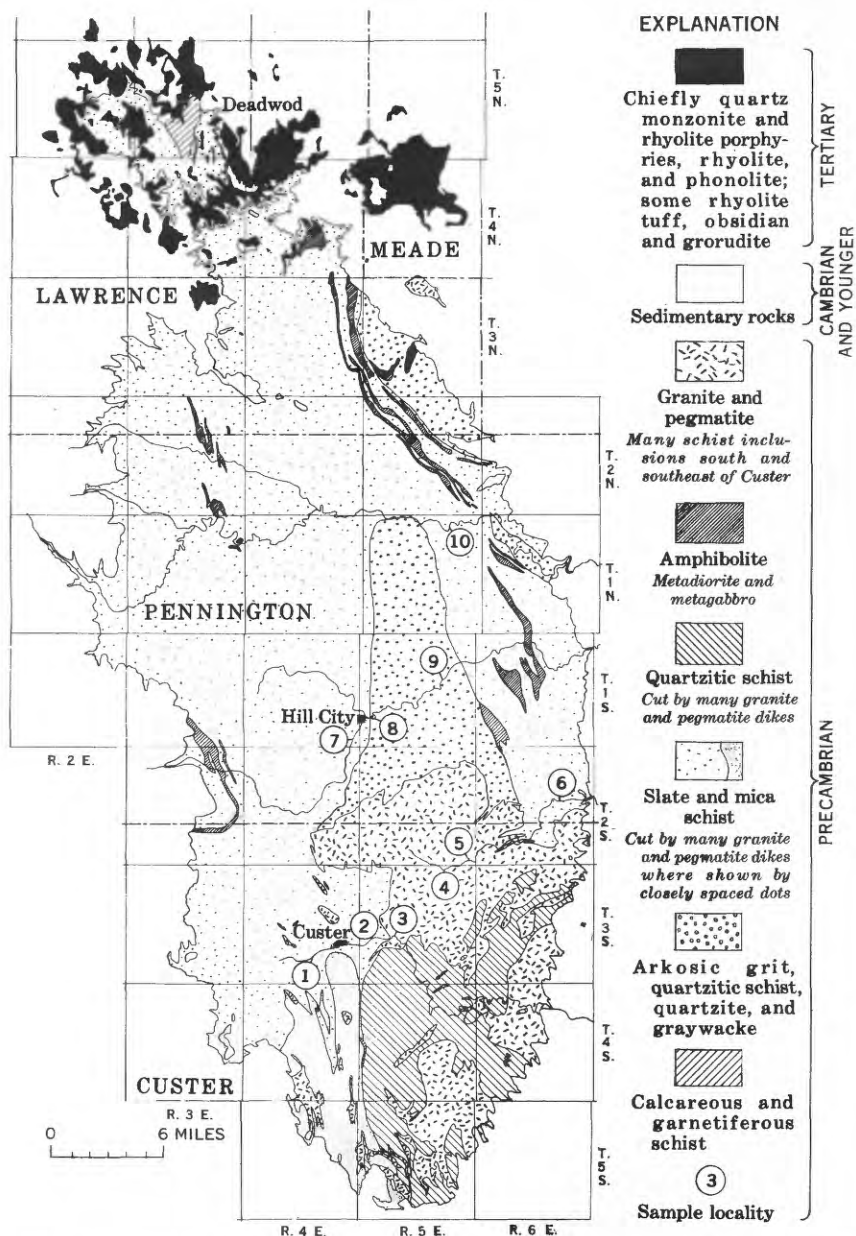 Deadwod
T. 5 N.
T. 4 N.
MEADE
LAWRENCE
T. 3 N.
T. 2 N.
10
T. 1 N.
PENNINGTON
9
T. 1 S.
Hill City
8
7
R. 2 E.
6
T. 2 S.
5
4
2
3
Custer
T. 3 S.
1
T. 4 S.
CUSTER
R. 3 E.
0 6 MILES
T. 5 S.
R. 4 E. R. 5 E. R. 6 E.
EXPLANATION
Chiefly quartz
monzonite and
rhyolite porphy-
ries, rhyolite,
and phonolite;
some rhyolite
tuff, obsidian
and grorudite
TERTIARY
Sedimentary rocks
CAMBRIAN
AND YOUNGER
Granite and
pegmatite
Many schist inclu-
sions south and
southeast of Custer
Amphibolite
Metadiorite and
metagabbro
Quartzitic schist
Cut by many granite
and pegmatite dikes
Slate and mica
schist
Cut by many granite
and pegmatite dikes
where shown by
closely spaced dots
Arkosic grit,
quartzitic schist,
quartzite, and
graywacke
Calcareous and
garnetiferous
schist
PRECAMBRIAN
3
Sample locality